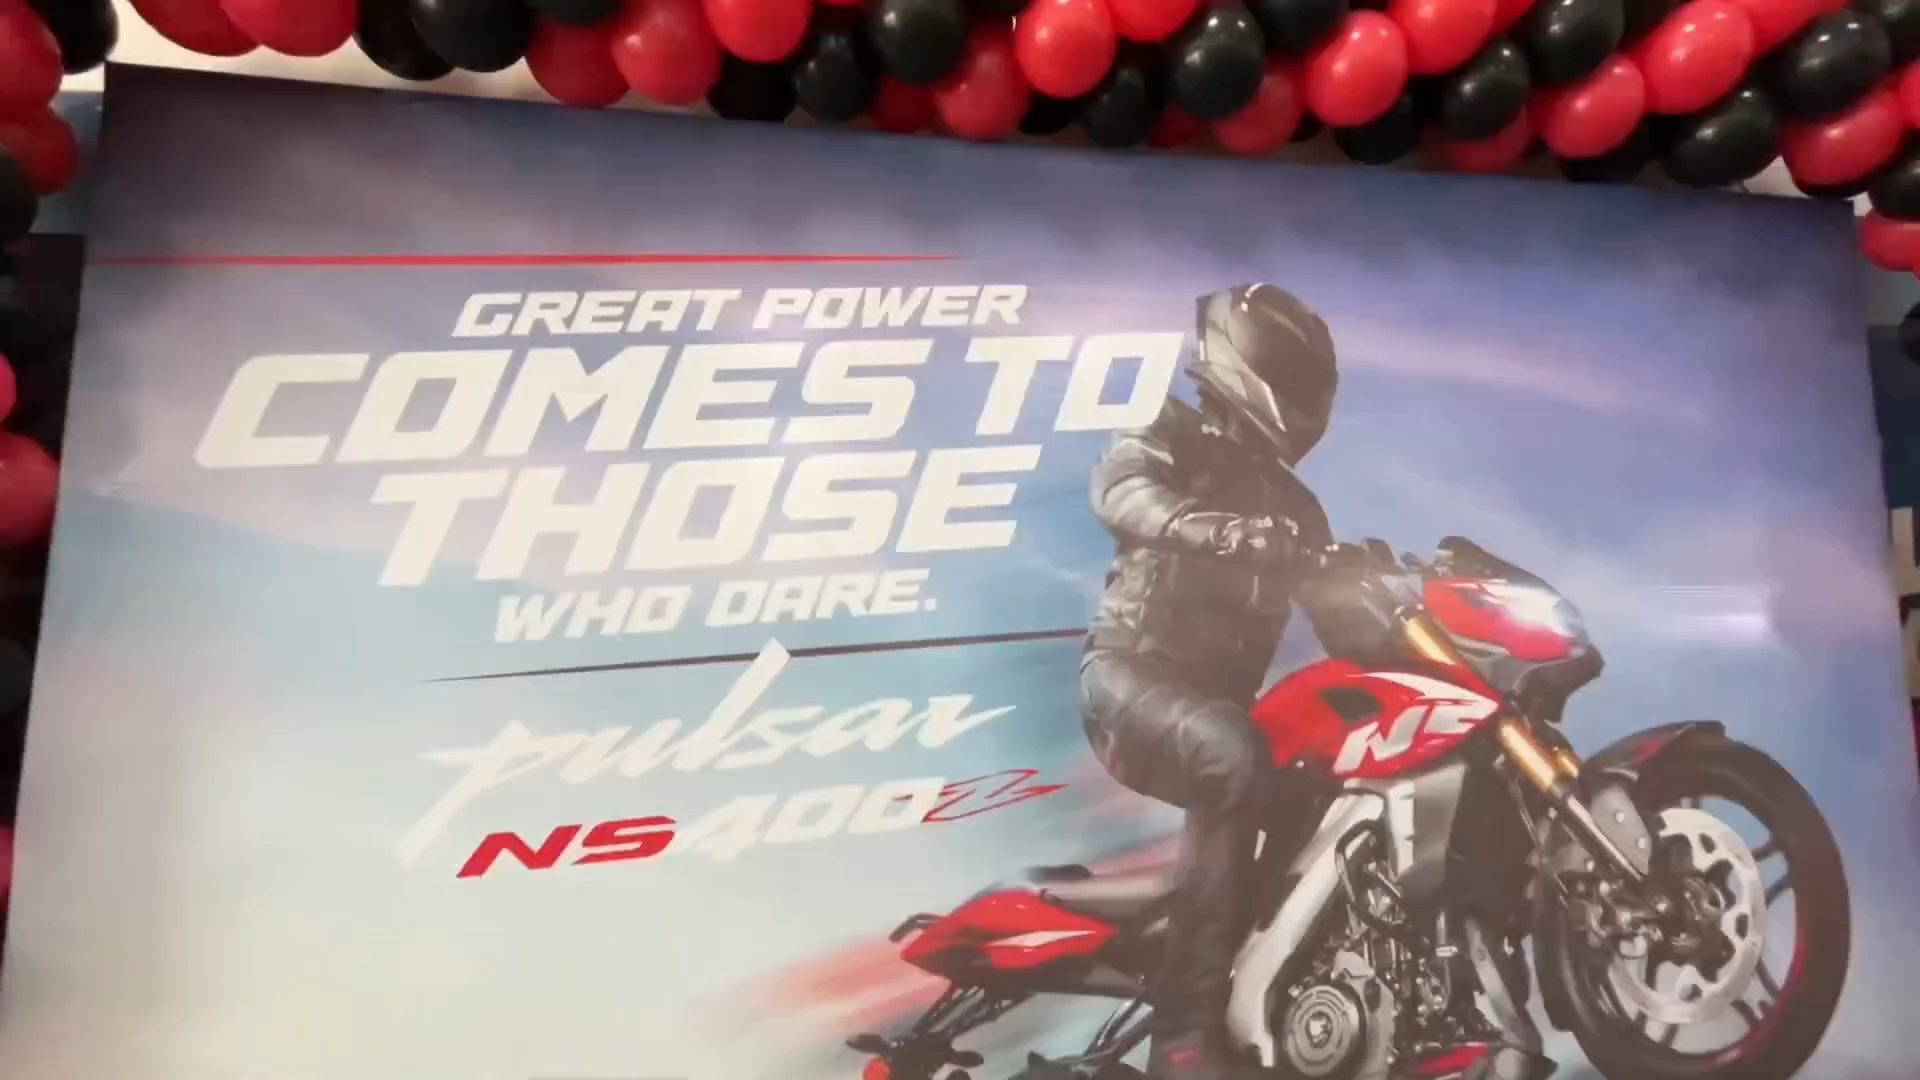 GREAT POWER
COMES TO
THOSE
WHO DARE.
pulsar
NS400Z
NS